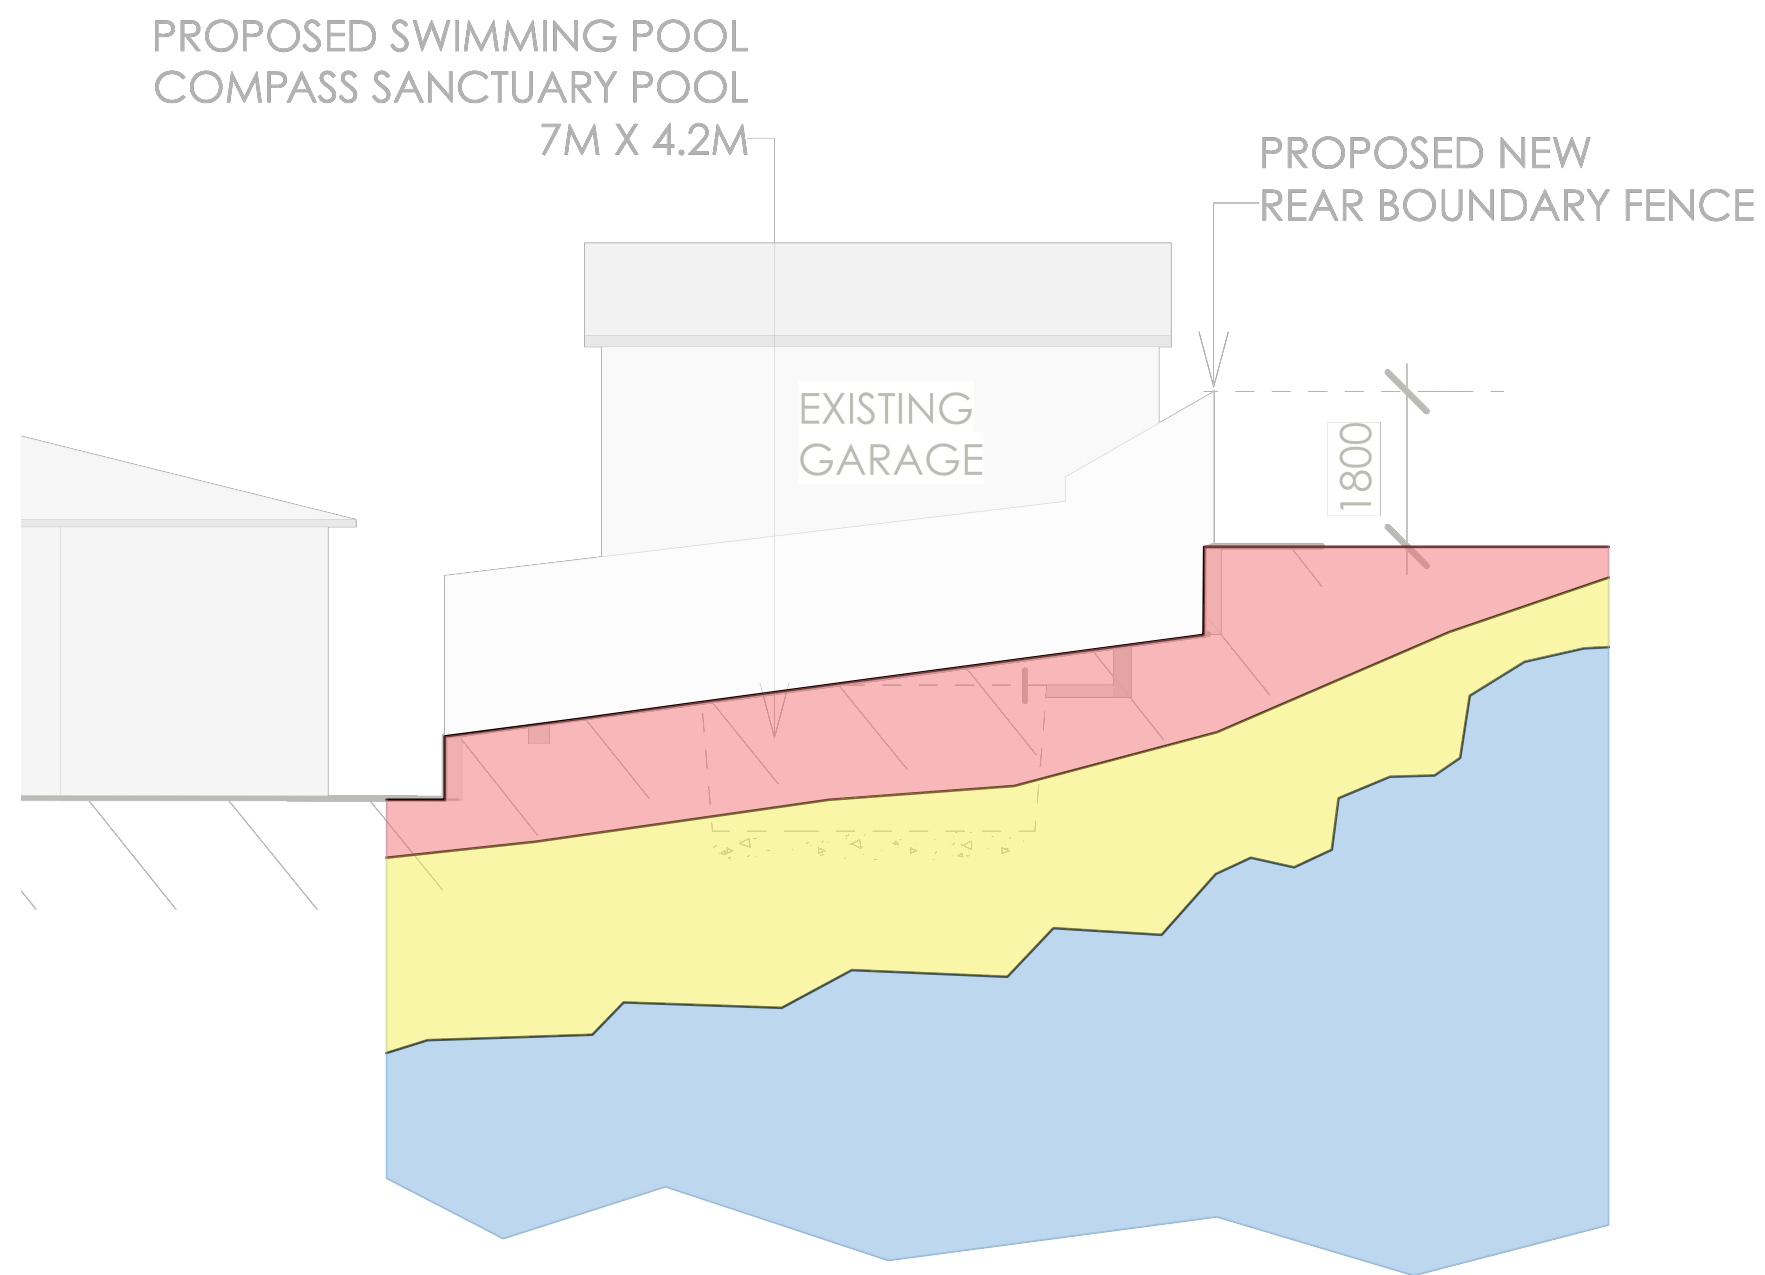 PROPOSED SWIMMING POOL
COMPASS SANCTUARY POOL
7M X 4.2M
PROPOSED NEW
REAR BOUNDARY FENCE
EXISTING
GARAGE
1800